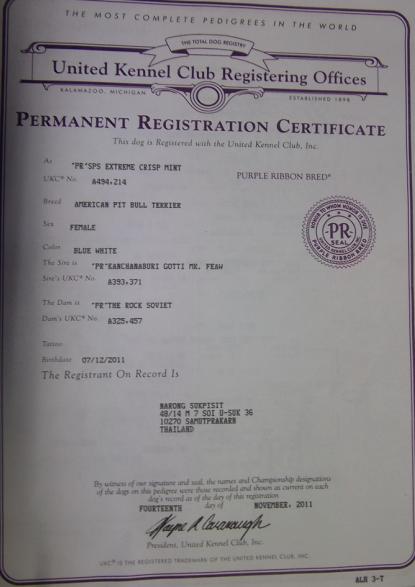 THE MOST COMPLETE PEDIGREES IN THE WORLD
THE TOTAL DOG REGISTRY
United Kennel Club Registering Offices
KALAMAZOO, MICHIGAN
ESTABLISHED 1898
PERMANENT REGISTRATION CERTIFICATE
This dog is Registered with the United Kennel Club, Inc.
As 'PR'SPS EXTREME CRISP MINT
UKC® No. A494,214
PURPLE RIBBON BRED®
Breed AMERICAN PIT BULL TERRIER
Sex FEMALE
PR
SEAL
PURPLE RIBBON BRED
Color BLUE WHITE
The Sire is 'PR'KANCHANABURI GOTTI MR. FEAW
Sire's UKC® No. A393,371
The Dam is 'PR'THE ROCK SOVIET
Dam's UKC® No. A325,457
Tattoo
Birthdate 07/12/2011
The Registrant On Record Is
NARONG SUKPISIT
48/14 M 7 SOI U-SUK 36
10270 SAMUTPRAKARN
THAILAND
By witness of our signature and seal, the names and Championship designations
of the dogs on this pedigree were those recorded and shown as current on each
dog's record as of the day of this registration
FOURTEENTH day of NOVEMBER, 2011
Wayne R. Cavanaugh
President, United Kennel Club, Inc.
UKC® IS THE REGISTERED TRADEMARK OF THE UNITED KENNEL CLUB, INC.
ALH 3-7